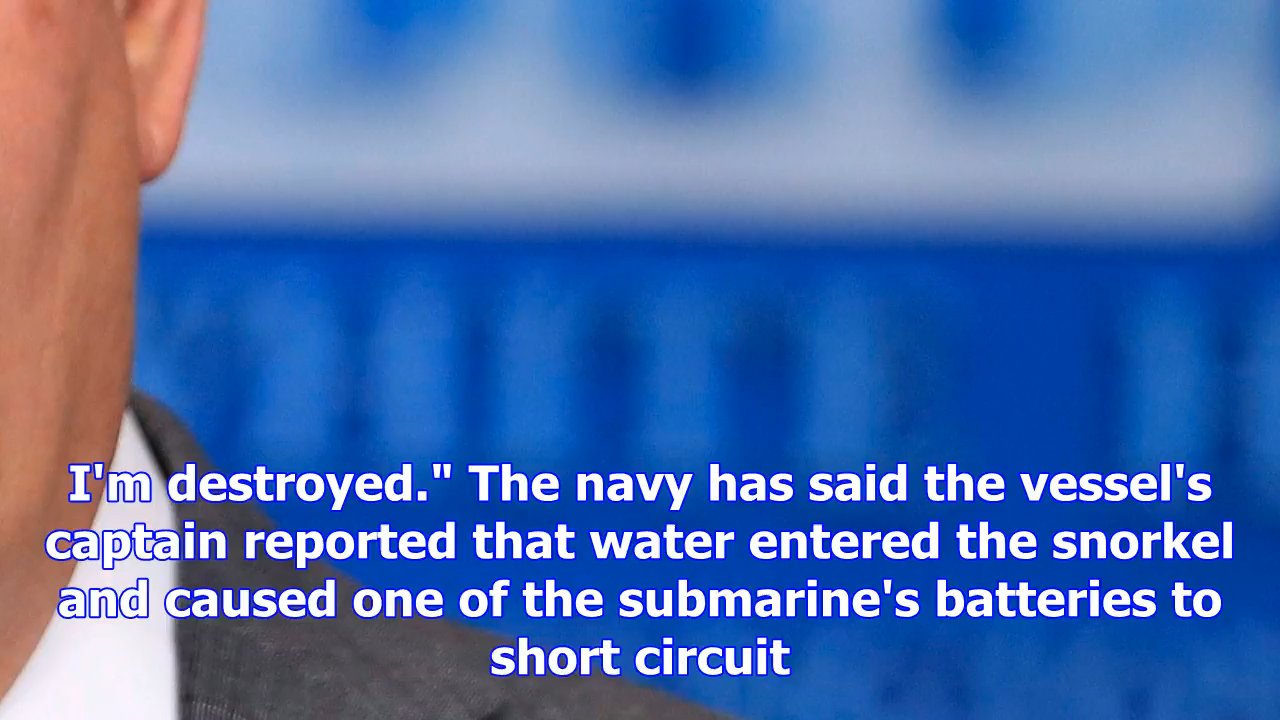 I'm destroyed." The navy has said the vessel's
captain reported that water entered the snorkel
and caused one of the submarine's batteries to
short circuit